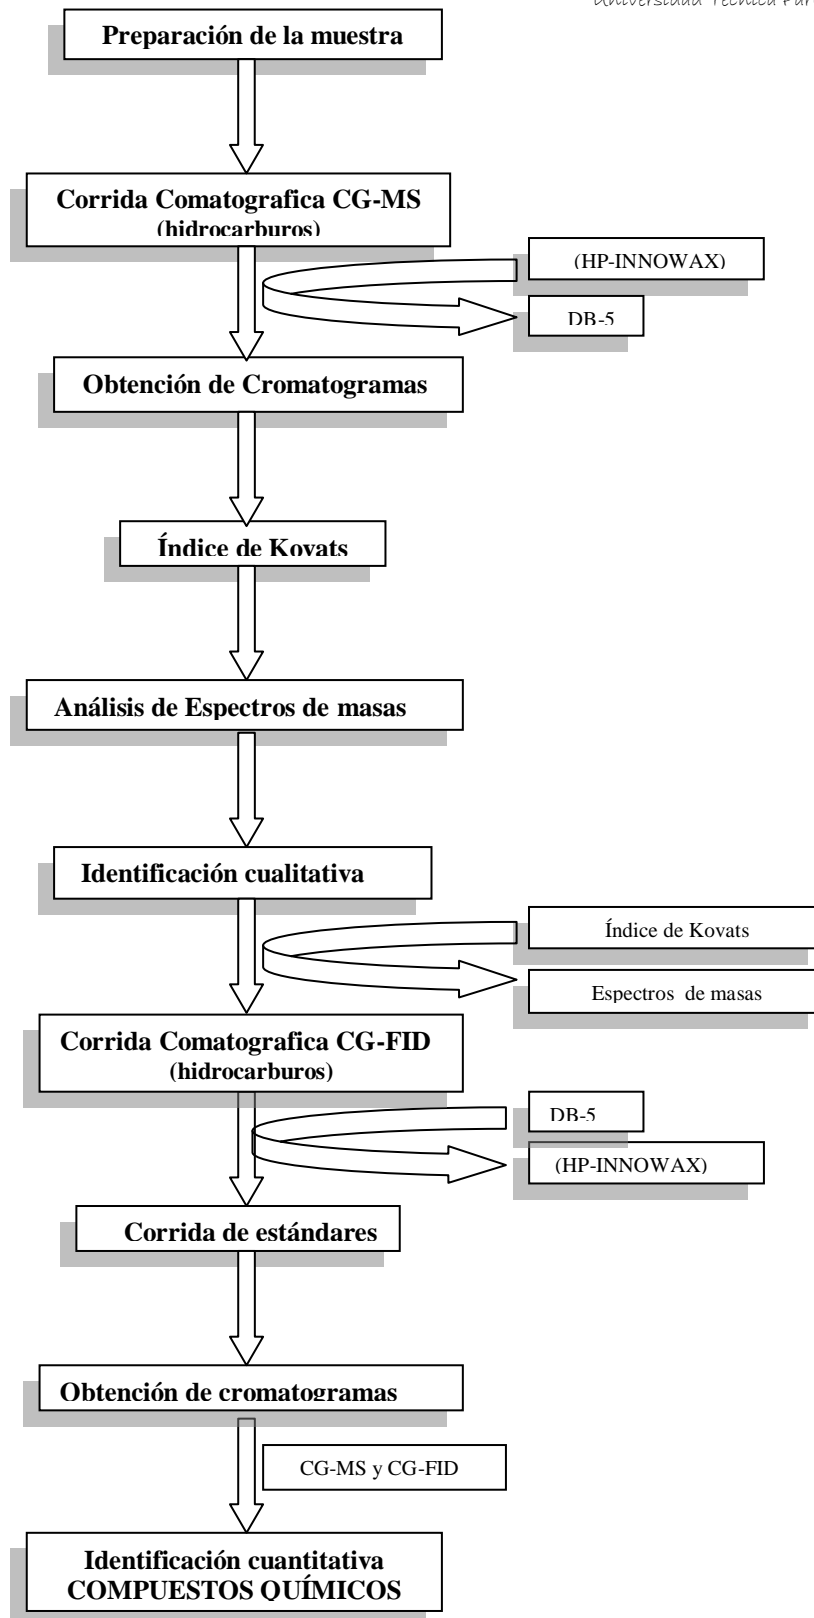 Universidad Técnica
Preparación de la muestra
Corrida Comatografica CG-MS
(hidrocarburos)
(HP-INNOWAX)
DB-5
Obtención de Cromatogramas
Índice de Kovats
Análisis de Espectros de masas
Identificación cualitativa
Índice de Kovats
Espectros de masas
Corrida Comatografica CG-FID
(hidrocarburos)
DB-5
(HP-INNOWAX)
Corrida de estándares
Obtención de cromatogramas
CG-MS y CG-FID
Identificación cuantitativa
COMPUESTOS QUÍMICOS